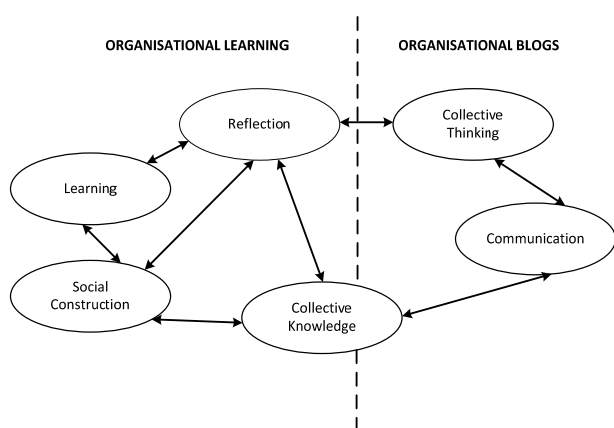 ORGANISATIONAL LEARNING
ORGANISATIONAL BLOGS
Reflection
Collective
Thinking
Learning
Communication
Social
Construction
Collective
Knowledge